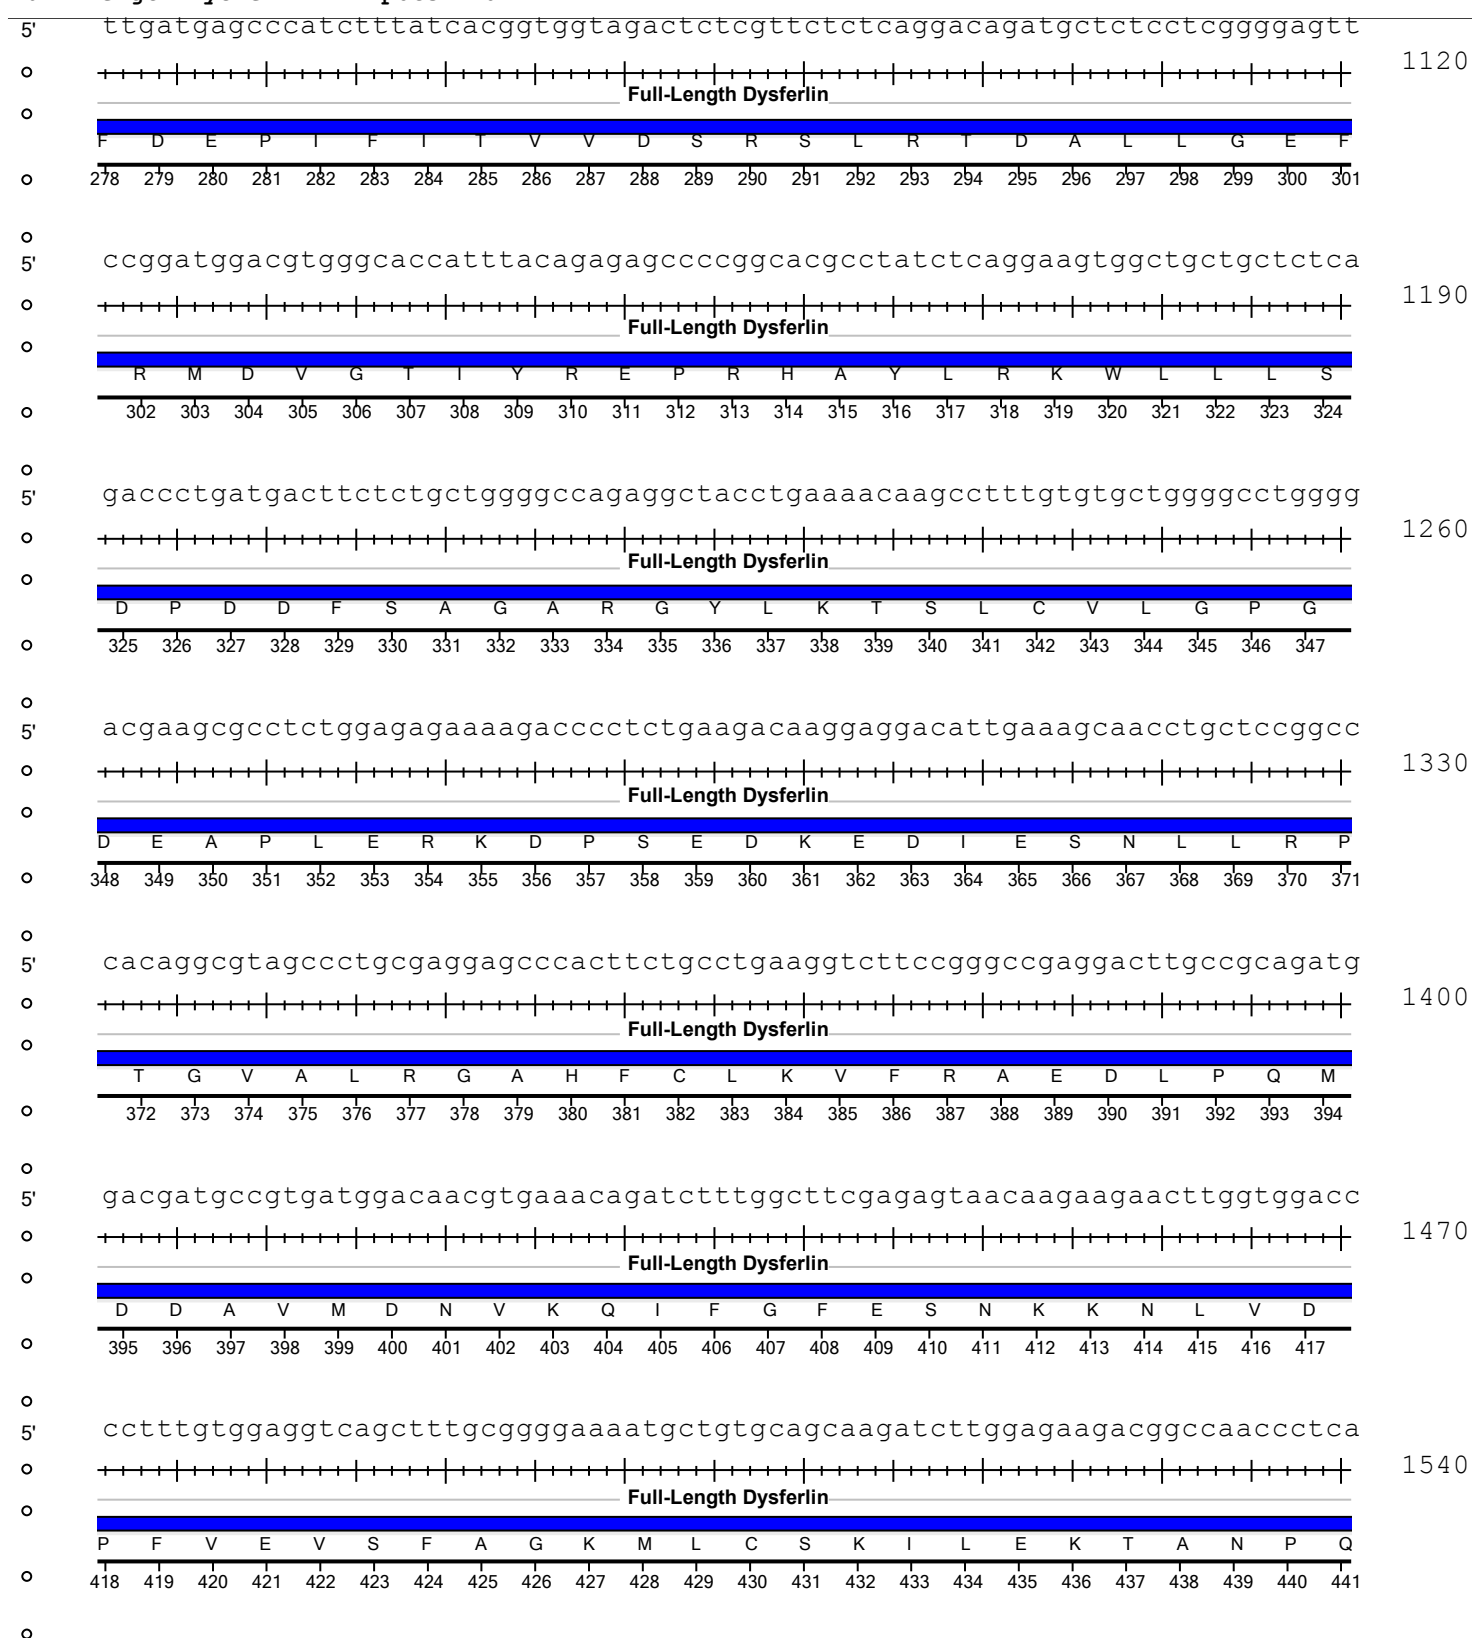 5' ttgatgagcccatctttatcacggtggtagactctcgttctctcaggacagatgctctcctcggggagtt
1120
Full-Length Dysferlin
F D E P I F I T V V D S R S L R T D A L L G E F
278 279 280 281 282 283 284 285 286 287 288 289 290 291 292 293 294 295 296 297 298 299 300 301
5' ccggatggacgtgggcaccatttacagagagccccggcacgcctatctcaggaagtggctgctgctctca
1190
Full-Length Dysferlin
R M D V G T I Y R E P R H A Y L R K W L L L S
302 303 304 305 306 307 308 309 310 311 312 313 314 315 316 317 318 319 320 321 322 323 324
5' gaccctgatgacttctctgctggggccagaggctacctgaaaacaagcctttgtgtgctggggcctgggg
1260
Full-Length Dysferlin
D P D D F S A G A R G Y L K T S L C V L G P G
325 326 327 328 329 330 331 332 333 334 335 336 337 338 339 340 341 342 343 344 345 346 347
5' acgaagcgcctctggagagaaaagacccctctgaagacaaggaggacattgaaagcaacctgctccggcc
1330
Full-Length Dysferlin
D E A P L E R K D P S E D K E D I E S N L L R P
348 349 350 351 352 353 354 355 356 357 358 359 360 361 362 363 364 365 366 367 368 369 370 371
5' cacaggcgtagccctgcgaggagcccacttctgcctgaaggtcttccgggccgaggacttgccgcagatg
1400
Full-Length Dysferlin
T G V A L R G A H F C L K V F R A E D L P Q M
372 373 374 375 376 377 378 379 380 381 382 383 384 385 386 387 388 389 390 391 392 393 394
5' gacgatgccgtgatggacaacgtgaaacagatctttggcttcgagagtaacaagaagaacttggtggacc
1470
Full-Length Dysferlin
D D A V M D N V K Q I F G F E S N K K N L V D
395 396 397 398 399 400 401 402 403 404 405 406 407 408 409 410 411 412 413 414 415 416 417
5' cctttgtggaggtcagctttgcggggaaaatgctgtgcagcaagatcttggagaagacggccaaccctca
1540
Full-Length Dysferlin
P F V E V S F A G K M L C S K I L E K T A N P Q
418 419 420 421 422 423 424 425 426 427 428 429 430 431 432 433 434 435 436 437 438 439 440 441